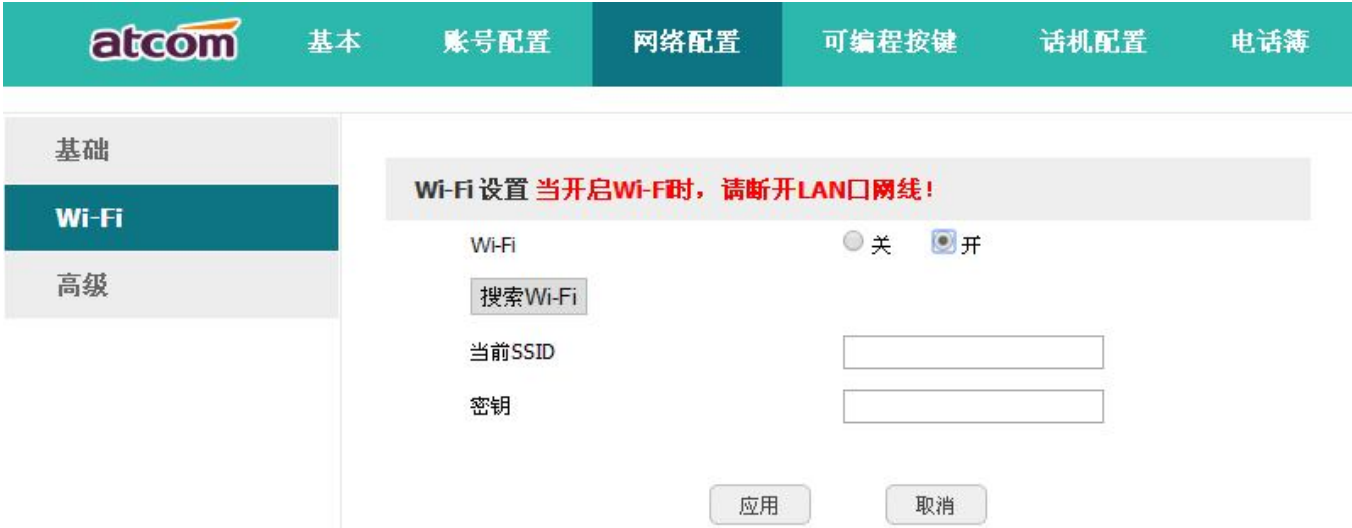 atcom 基本 账号配置 网络配置 可编程按键 话机配置 电话簿
基础
Wi-Fi
高级
Wi-Fi 设置 当开启Wi-Fi时，请断开LAN口网线！
Wi-Fi 关 开
搜索Wi-Fi
当前SSID
密钥
应用 取消